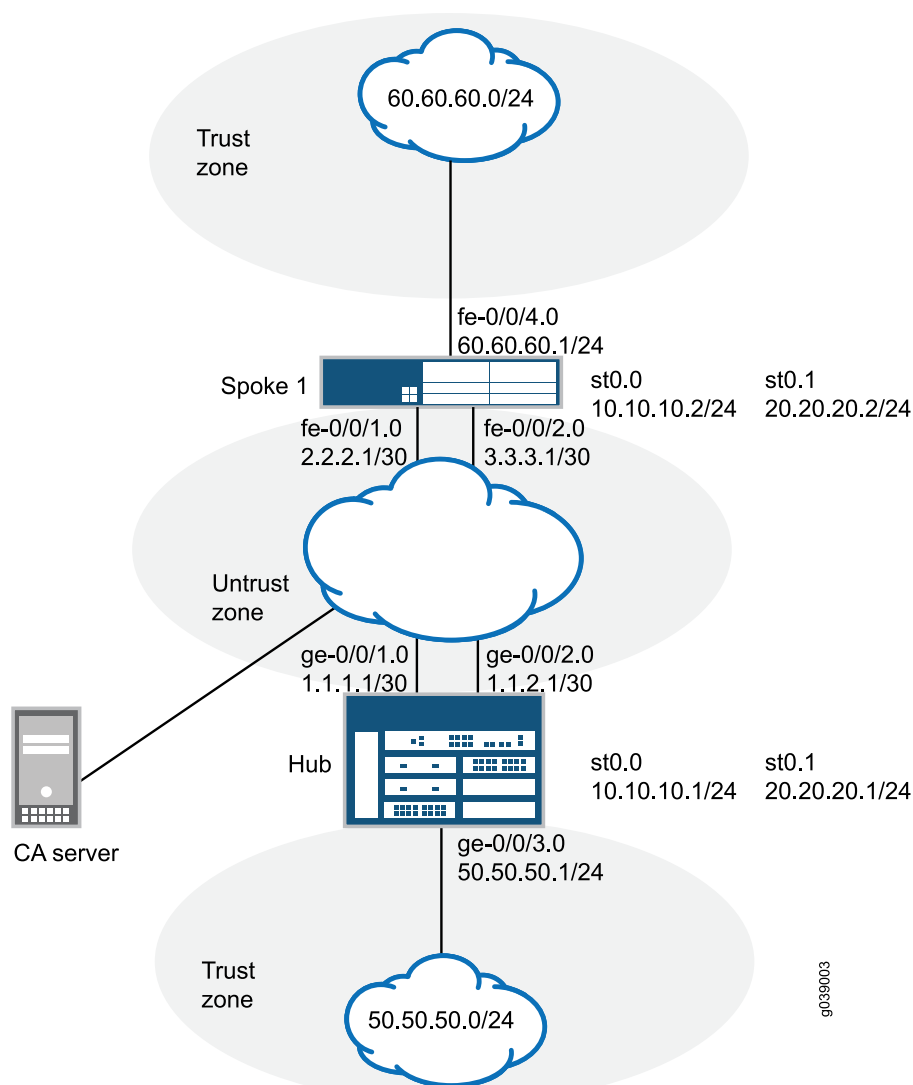 60.60.60.0/24
Trust
zone
fe-0/0/4.0
60.60.60.1/24
Spoke 1
st0.0
10.10.10.2/24
st0.1
20.20.20.2/24
fe-0/0/1.0
2.2.2.1/30
fe-0/0/2.0
3.3.3.1/30
Untrust
zone
ge-0/0/1.0
1.1.1.1/30
ge-0/0/2.0
1.1.2.1/30
Hub
st0.0
10.10.10.1/24
st0.1
20.20.20.1/24
CA server
ge-0/0/3.0
50.50.50.1/24
Trust
zone
50.50.50.0/24
g039003